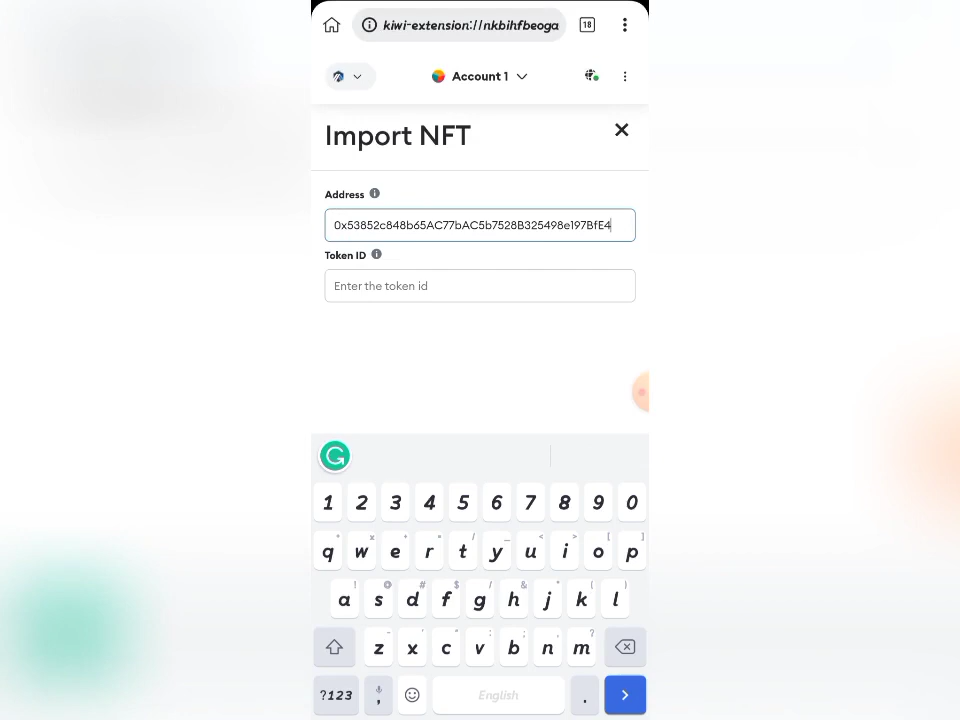 kiwi-extension://nkbihfbeoga
18
Account 1
Import NFT
Address
0x53852c848b65AC77bAC5b7528B325498e197BfE4
Token ID
Enter the token id
1 2 3 4 5 6 7 8 9 0
q w e r t y u i o p
a s d f g h j k l
z x c v b n m
?123 , English .